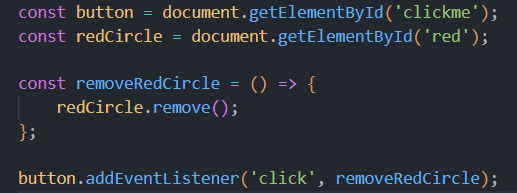 const button = document.getElementById('clickme');
const redCircle = document.getElementById('red');
const removeRedCircle = () => {
redCircle.remove();
};
button.addEventListener('click', removeRedCircle);